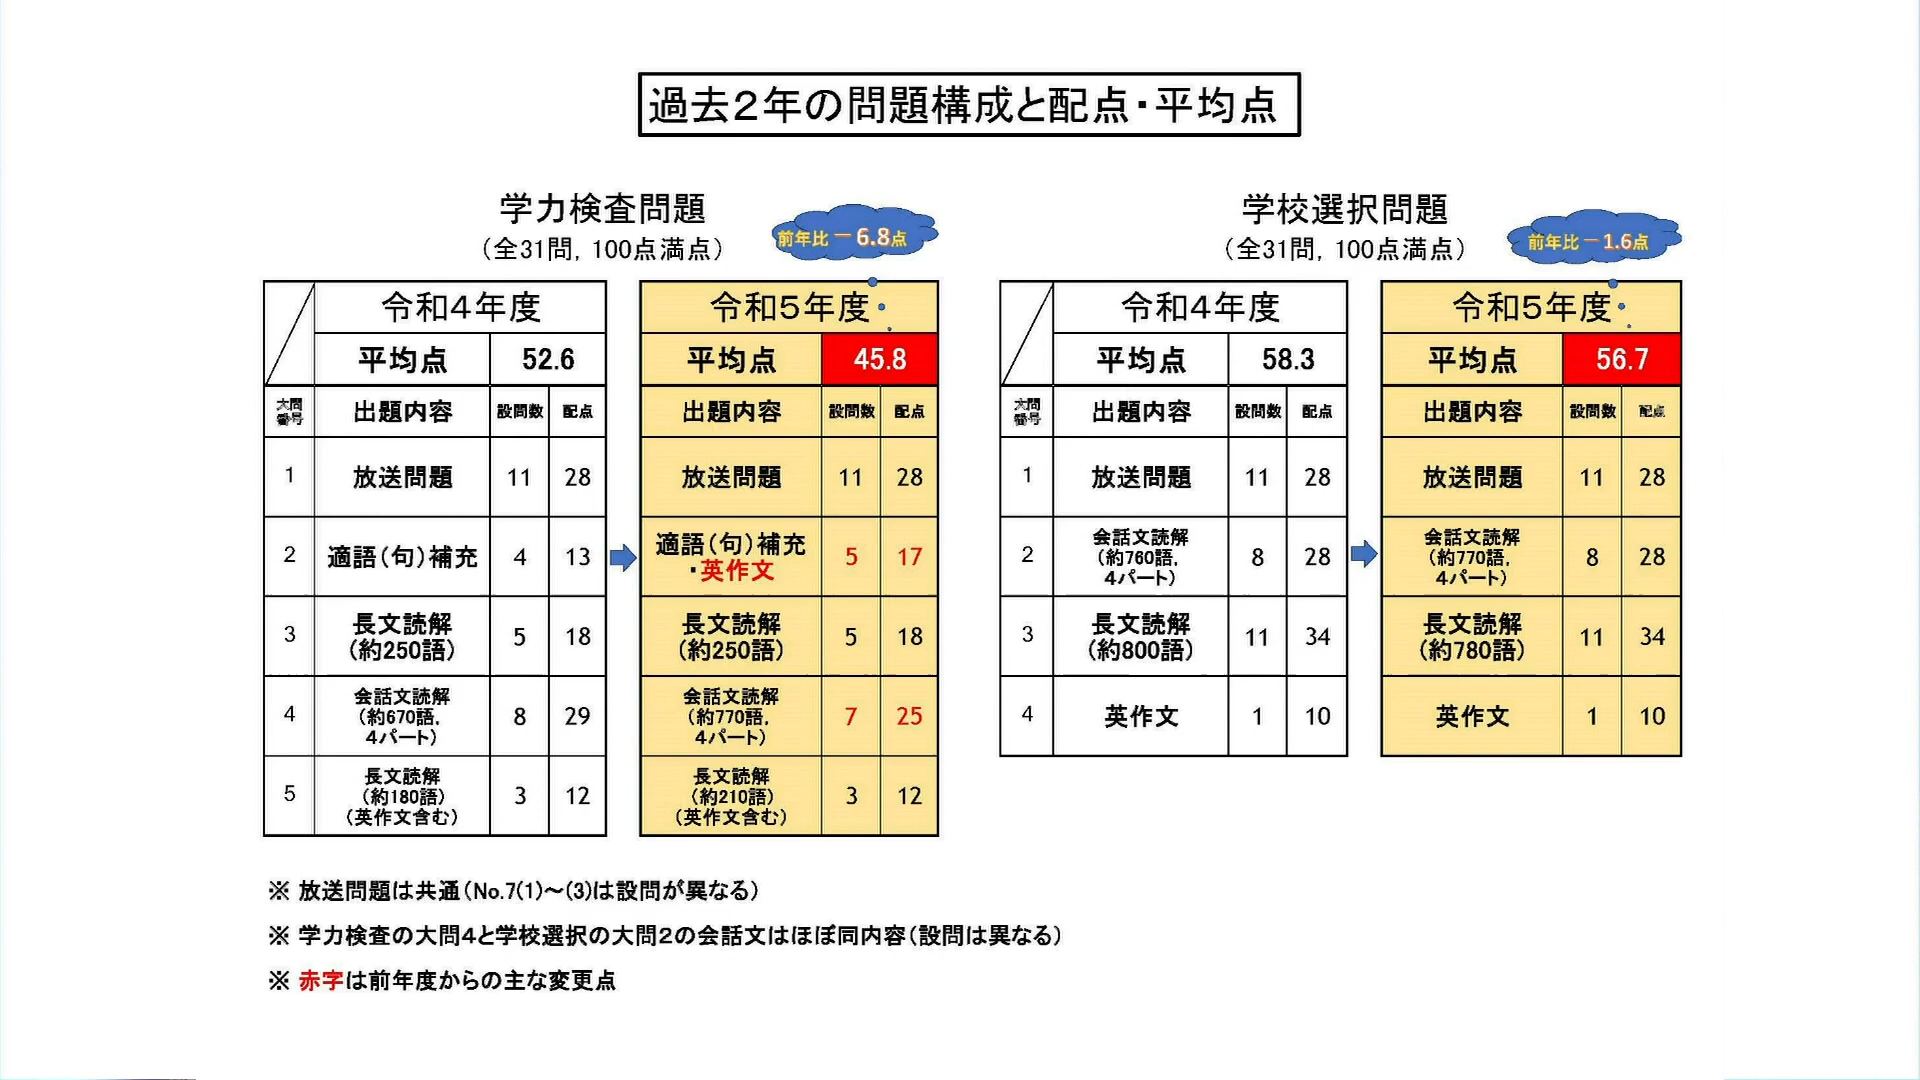 過去２年の問題構成と配点・平均点
学力検査問題
（全31問，100点満点）
前年比－6.8点
令和４年度
平均点 52.6
大問番号 出題内容 設問数 配点
1 放送問題 11 28
2 適語（句）補充 4 13
3 長文読解 5 18
（約250語）
4 会話文読解 8 29
（約670語，
４パート）
5 長文読解 3 12
（約180語）
（英作文含む）
令和５年度
平均点 45.8
出題内容 設問数 配点
放送問題 11 28
適語（句）補充 5 17
・英作文
長文読解 5 18
（約250語）
会話文読解 7 25
（約770語，
４パート）
長文読解 3 12
（約210語）
（英作文含む）
学校選択問題
（全31問，100点満点）
前年比－1.6点
令和４年度
平均点 58.3
大問番号 出題内容 設問数 配点
1 放送問題 11 28
2 会話文読解 8 28
（約760語，
４パート）
3 長文読解 11 34
（約800語）
4 英作文 1 10
令和５年度
平均点 56.7
出題内容 設問数 配点
放送問題 11 28
会話文読解 8 28
（約770語，
４パート）
長文読解 11 34
（約780語）
英作文 1 10
※ 放送問題は共通（No.7(1)～(3)は設問が異なる）
※ 学力検査の大問４と学校選択の大問２の会話文はほぼ同内容（設問は異なる）
※ 赤字は前年度からの主な変更点